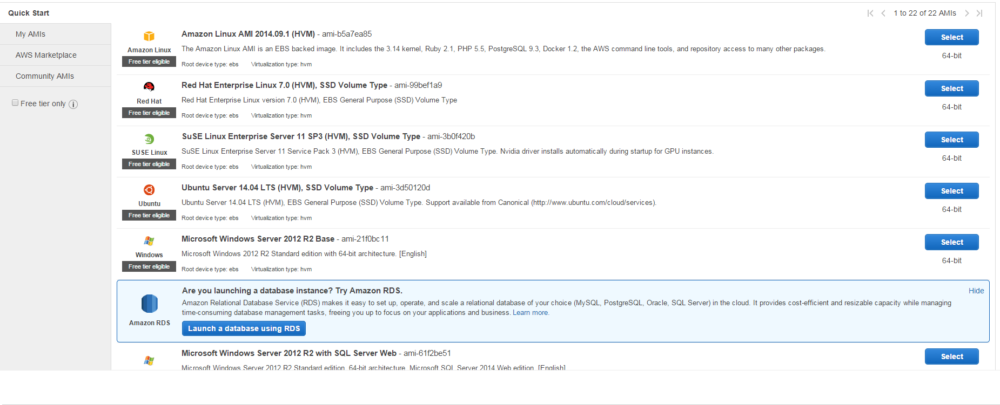 Quick Start
1 to 22 of 22 AMIs
My AMIs
AWS Marketplace
Community AMIs
Free tier only
Amazon Linux
Free tier eligible
Amazon Linux AMI 2014.09.1 (HVM) - ami-b5a7ea85
The Amazon Linux AMI is an EBS backed image. It includes the 3.14 kernel, Ruby 2.1, PHP 5.5, PostgreSQL 9.3, Docker 1.2, the AWS command line tools, and repository access to many other packages.
Root device type: ebs Virtualization type: hvm
Select
64-bit
Red Hat
Free tier eligible
Red Hat Enterprise Linux 7.0 (HVM), SSD Volume Type - ami-99bef1a9
Red Hat Enterprise Linux version 7.0 (HVM), EBS General Purpose (SSD) Volume Type
Root device type: ebs Virtualization type: hvm
Select
64-bit
SUSE Linux
Free tier eligible
SuSE Linux Enterprise Server 11 SP3 (HVM), SSD Volume Type - ami-3b0f420b
SuSE Linux Enterprise Server 11 Service Pack 3 (HVM), EBS General Purpose (SSD) Volume Type. Nvidia driver installs automatically during startup for GPU instances.
Root device type: ebs Virtualization type: hvm
Select
64-bit
Ubuntu
Free tier eligible
Ubuntu Server 14.04 LTS (HVM), SSD Volume Type - ami-3d50120d
Ubuntu Server 14.04 LTS (HVM), EBS General Purpose (SSD) Volume Type. Support available from Canonical (http://www.ubuntu.com/cloud/services).
Root device type: ebs Virtualization type: hvm
Select
64-bit
Windows
Free tier eligible
Microsoft Windows Server 2012 R2 Base - ami-21f0bc11
Microsoft Windows 2012 R2 Standard edition with 64-bit architecture. [English]
Root device type: ebs Virtualization type: hvm
Select
64-bit
Amazon RDS
Are you launching a database instance? Try Amazon RDS.
Hide
Amazon Relational Database Service (RDS) makes it easy to set up, operate, and scale a relational database of your choice (MySQL, PostgreSQL, Oracle, SQL Server) in the cloud. It provides cost-efficient and resizable capacity while managing
time-consuming database management tasks, freeing you up to focus on your applications and business. Learn more.
Launch a database using RDS
Microsoft Windows Server 2012 R2 with SQL Server Web - ami-61f2be51
Microsoft Windows Server 2012 R2 Standard edition, 64-bit architecture, Microsoft SQL Server 2014 Web edition. [English]
Select